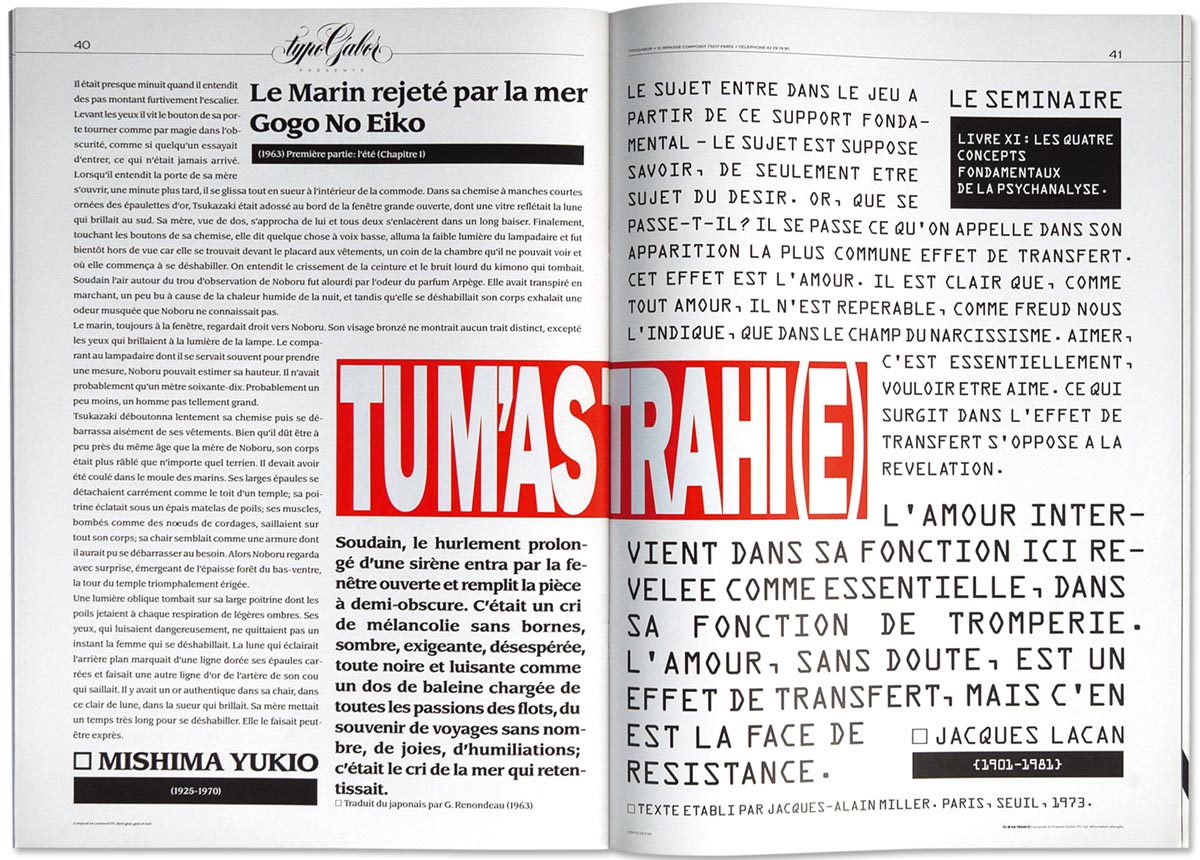 40
typoGabor
PRÉSENTE
Le Marin rejeté par la mer
Gogo No Eiko
(1963) Première partie: l'été (Chapitre I)
Il était presque minuit quand il entendit
des pas montant furtivement l'escalier.
Levant les yeux il vit le bouton de sa por-
te tourner comme par magie dans l'ob-
scurité, comme si quelqu'un essayait
d'entrer, ce qui n'était jamais arrivé.
Lorsqu'il entendit la porte de sa mère
s'ouvrir, une minute plus tard, il se glissa tout en sueur à l'intérieur de la commode. Dans sa chemise à manches courtes
ornées des épaulettes d'or, Tsukazaki était adossé au bord de la fenêtre grande ouverte, dont une vitre reflétait la lune
qui brillait au sud. Sa mère, vue de dos, s'approcha de lui et tous deux s'enlacèrent dans un long baiser. Finalement,
touchant les boutons de sa chemise, elle dit quelque chose à voix basse, alluma la faible lumière du lampadaire et fut
bientôt hors de vue car elle se trouvait devant le placard aux vêtements, un coin de la chambre qu'il ne pouvait voir et
où elle commença à se déshabiller. On entendit le crissement de la ceinture et le bruit lourd du kimono qui tombait.
Soudain l'air autour du trou d'observation de Noboru fut alourdi par l'odeur du parfum Arpège. Elle avait transpiré en
marchant, un peu bu à cause de la chaleur humide de la nuit, et tandis qu'elle se déshabillait son corps exhalait une
odeur musquée que Noboru ne connaissait pas.
Le marin, toujours à la fenêtre, regardait droit vers Noboru. Son visage bronzé ne montrait aucun trait distinct, excepté
les yeux qui brillaient à la lumière de la lampe. Le compa-
rant au lampadaire dont il se servait souvent pour prendre
une mesure, Noboru pouvait estimer sa hauteur. Il n'avait
probablement qu'un mètre soixante-dix. Probablement un
peu moins, un homme pas tellement grand.
Tsukazaki déboutonna lentement sa chemise puis se dé-
barrassa aisément de ses vêtements. Bien qu'il dût être à
peu près du même âge que la mère de Noboru, son corps
était plus râblé que n'importe quel terrien. Il devait avoir
été coulé dans le moule des marins. Ses larges épaules se
détachaient carrément comme le toit d'un temple; sa poi-
trine éclatait sous un épais matelas de poils; ses muscles,
bombés comme des nœuds de cordages, saillaient sur
tout son corps; sa chair semblait comme une armure dont
il aurait pu se débarrasser au besoin. Alors Noboru regarda
avec surprise, émergeant de l'épaisse forêt du bas-ventre,
la tour du temple triomphalement érigée.
Une lumière oblique tombait sur sa large poitrine dont les
poils jetaient à chaque respiration de légères ombres. Ses
yeux, qui luisaient dangereusement, ne quittaient pas un
instant la femme qui se déshabillait. La lune qui éclairait
l'arrière plan marquait d'une ligne dorée ses épaules car-
rées et faisait une autre ligne d'or de l'artère de son cou
qui saillait. Il y avait un or authentique dans sa chair, dans
ce clair de lune, dans la sueur qui brillait. Sa mère mettait
un temps très long pour se déshabiller. Elle le faisait peut-
être exprès.
☐ MISHIMA YUKIO
(1925-1970)
TU M'AS TRAHI(E)
Soudain, le hurlement prolon-
gé d'une sirène entra par la fe-
nêtre ouverte et remplit la pièce
à demi-obscure. C'était un cri
de mélancolie sans bornes,
sombre, exigeante, désespérée,
toute noire et luisante comme
un dos de baleine chargée de
toutes les passions des flots, du
souvenir de voyages sans nom-
bre, de joies, d'humiliations;
c'était le cri de la mer qui reten-
tissait.
☐ Traduit du japonais par G. Renondeau (1963)
TYPOGABOR • 12 IMPASSE COMPOINT 75017 PARIS • TÉLÉPHONE 42 29 19 90
41
LE SEMINAIRE
LIVRE XI: LES QUATRE
CONCEPTS
FONDAMENTAUX
DE LA PSYCHANALYSE.
LE SUJET ENTRE DANS LE JEU A
PARTIR DE CE SUPPORT FONDA-
MENTAL - LE SUJET EST SUPPOSE
SAVOIR, DE SEULEMENT ETRE
SUJET DU DESIR. OR, QUE SE
PASSE-T-IL? IL SE PASSE CE QU'ON APPELLE DANS SON
APPARITION LA PLUS COMMUNE EFFET DE TRANSFERT.
CET EFFET EST L'AMOUR. IL EST CLAIR QUE, COMME
TOUT AMOUR, IL N'EST REPERABLE, COMME FREUD NOUS
L'INDIQUE, QUE DANS LE CHAMP DU NARCISSISME. AIMER,
C'EST ESSENTIELLEMENT,
VOULOIR ETRE AIME. CE QUI
SURGIT DANS L'EFFET DE
TRANSFERT S'OPPOSE A LA
REVELATION.
L'AMOUR INTER-
VIENT DANS SA FONCTION ICI RE-
VELEE COMME ESSENTIELLE, DANS
SA FONCTION DE TROMPERIE.
L'AMOUR, SANS DOUTE, EST UN
EFFET DE TRANSFERT, MAIS C'EN
EST LA FACE DE
RESISTANCE.
☐ JACQUES LACAN
{1901-1981}
☐ TEXTE ETABLI PAR JACQUES-ALAIN MILLER. PARIS, SEUIL, 1973.